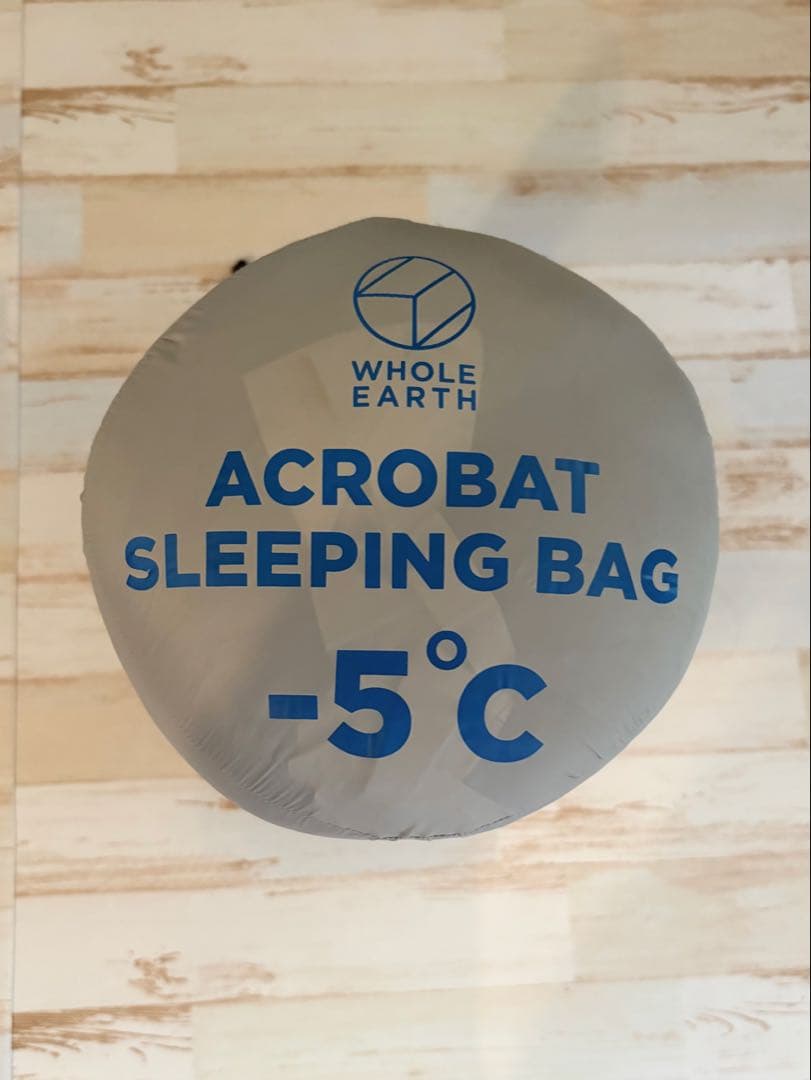 WHOLE
EARTH
ACROBAT
SLEEPING BAG
-5°C